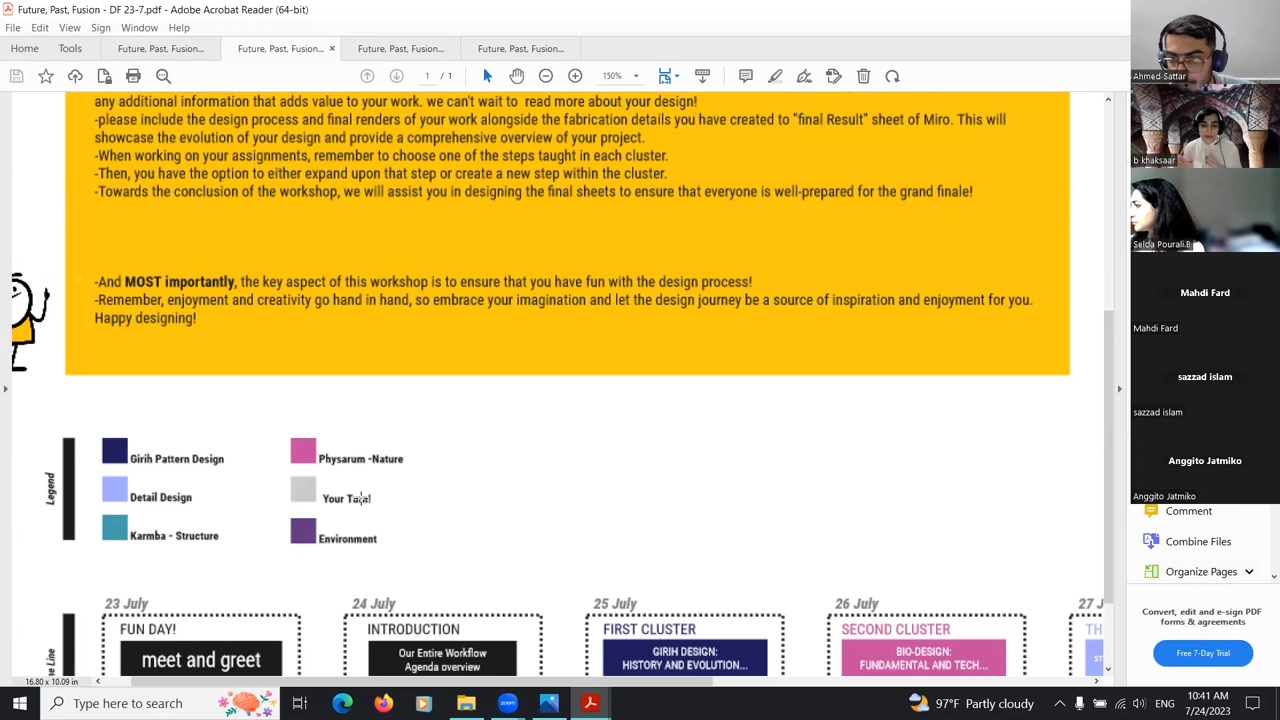 Future, Past, Fusion - DF 23-7.pdf - Adobe Acrobat Reader (64-bit)
File Edit View Sign Window Help
Home Tools Future, Past, Fusion... Future, Past, Fusion... × Future, Past, Fusion... Future, Past, Fusion...
1 / 1 150%
any additional information that adds value to your work. we can't wait to read more about your design!
-please include the design process and final renders of your work alongside the fabrication details you have created to "final Result" sheet of Miro. This will
showcase the evolution of your design and provide a comprehensive overview of your project.
-When working on your assignments, remember to choose one of the steps taught in each cluster.
-Then, you have the option to either expand upon that step or create a new step within the cluster.
-Towards the conclusion of the workshop, we will assist you in designing the final sheets to ensure that everyone is well-prepared for the grand finale!
-And MOST importantly, the key aspect of this workshop is to ensure that you have fun with the design process!
-Remember, enjoyment and creativity go hand in hand, so embrace your imagination and let the design journey be a source of inspiration and enjoyment for you.
Happy designing!
Legend
Girih Pattern Design
Detail Design
Karmba - Structure
Physarum -Nature
Your
Environment
23 July
FUN DAY!
meet and greet
24 July
INTRODUCTION
Our Entire Workflow
Agenda overview
25 July
FIRST CLUSTER
GIRIH DESIGN:
HISTORY AND EVOLUTION...
26 July
SECOND CLUSTER
BIO-DESIGN:
FUNDAMENTAL AND TECH...
27 J
TH
ST
e Line
16.80 x 10.09 in
Ahmed Sattar
b khaksaar
Selda Pourali.B
Mahdi Fard
Mahdi Fard
sazzad islam
sazzad islam
Anggito Jatmiko
Anggito Jatmiko
Comment
Combine Files
Organize Pages
Convert, edit and e-sign PDF
forms & agreements
Free 7-Day Trial
Type here to search
zoom
97°F Partly cloudy
ENG
10:41 AM
7/24/2023